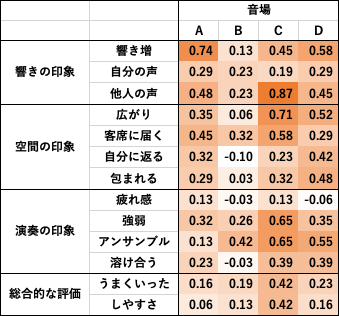 音場
A B C D
響きの印象 響き増 0.74 0.13 0.45 0.58
自分の声 0.29 0.23 0.19 0.29
他人の声 0.48 0.23 0.87 0.45
空間の印象 広がり 0.35 0.06 0.71 0.52
客席に届く 0.45 0.32 0.58 0.29
自分に返る 0.32 -0.10 0.23 0.42
包まれる 0.29 0.03 0.32 0.48
演奏の印象 疲れ感 0.13 -0.03 0.13 -0.06
強弱 0.32 0.26 0.65 0.35
アンサンブル 0.13 0.42 0.65 0.55
溶け合う 0.23 -0.03 0.39 0.39
総合的な評価 うまくいった 0.16 0.19 0.42 0.23
しやすさ 0.06 0.13 0.42 0.16